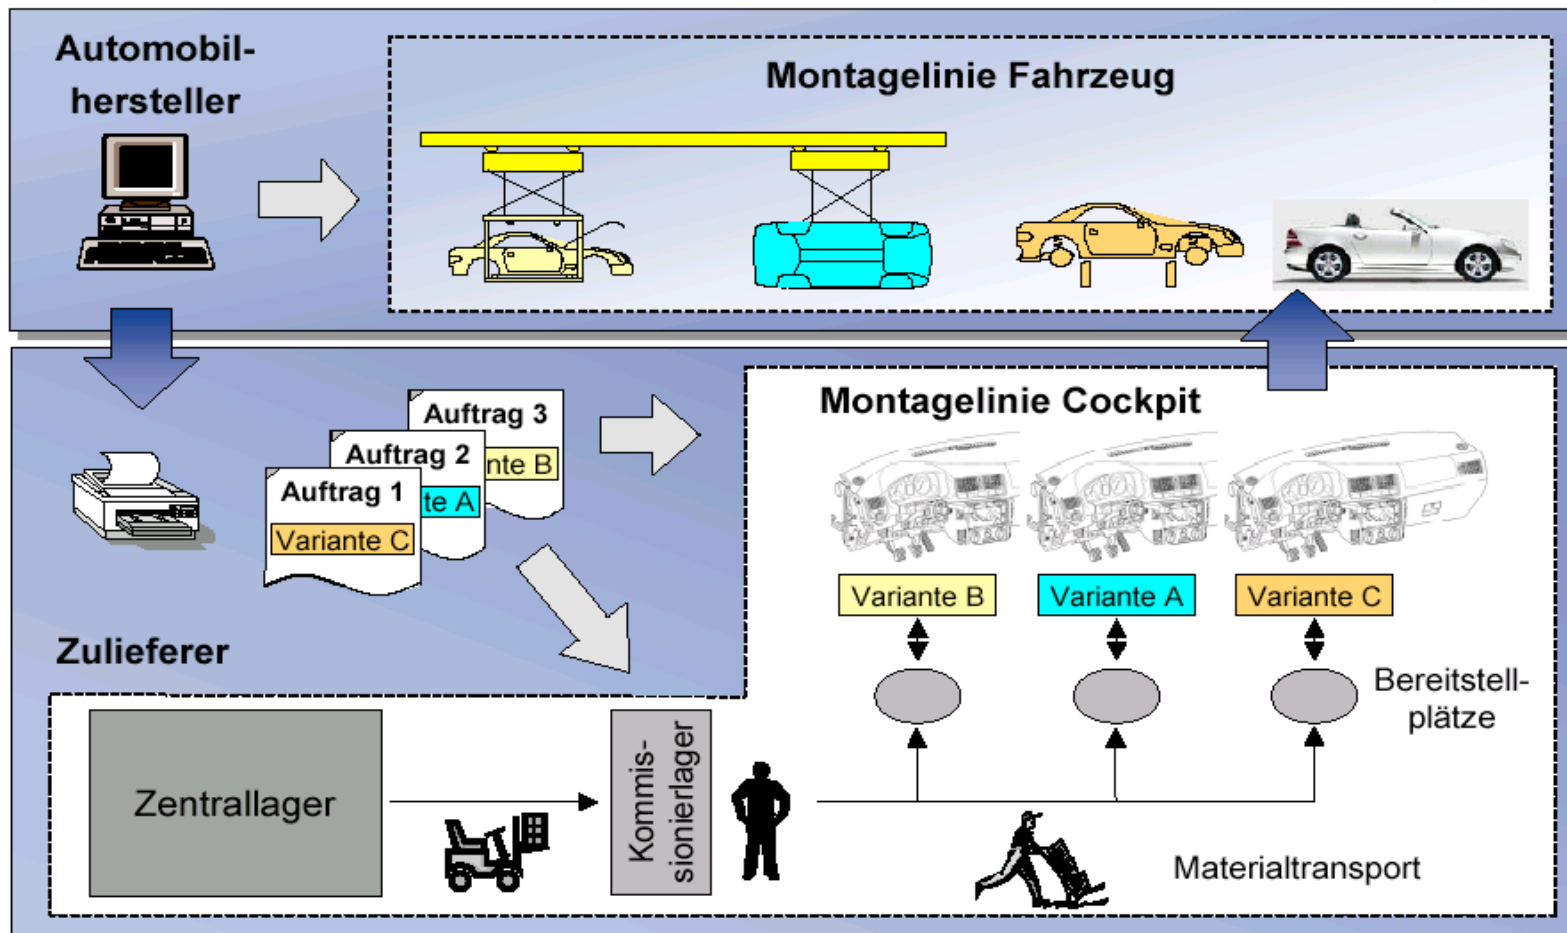 Automobil-
hersteller
Montagelinie Fahrzeug
Auftrag 3
nte B
Auftrag 2
te A
Auftrag 1
Variante C
Montagelinie Cockpit
Variante B
Variante A
Variante C
Zulieferer
Bereitstell-
plätze
Zentrallager
Kommis-
sionierlager
Materialtransport